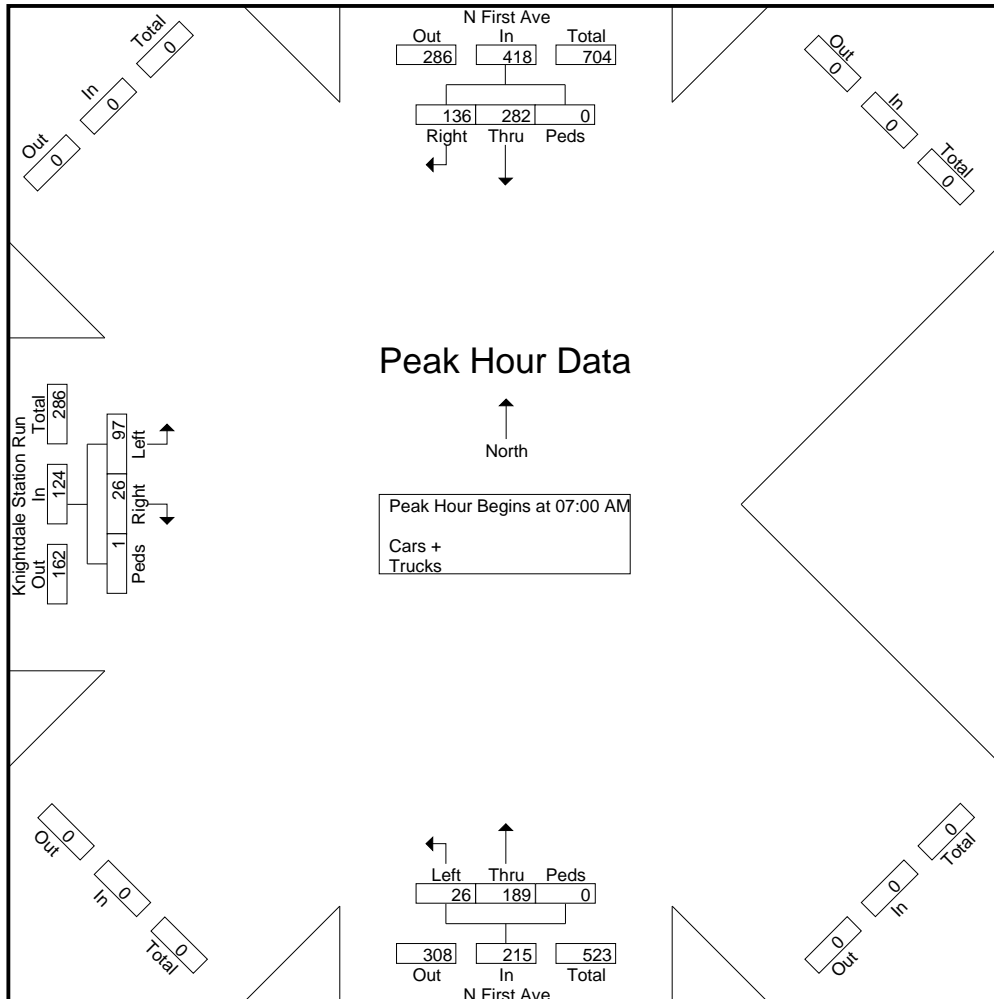 N First Ave
Out In Total
286 418 704
136 282 0
Right Thru Peds
Total
0
In
0
Out
0
Out
0
In
0
Total
0
Peak Hour Data
North
Peak Hour Begins at 07:00 AM
Cars +
Trucks
Knightdale Station Run
Out In Total
162 124 286
1 26 97
Peds Right Left
Left Thru Peds
26 189 0
308 215 523
Out In Total
N First Ave
0
Out
0
In
0
Total
0
Total
0
In
0
Out